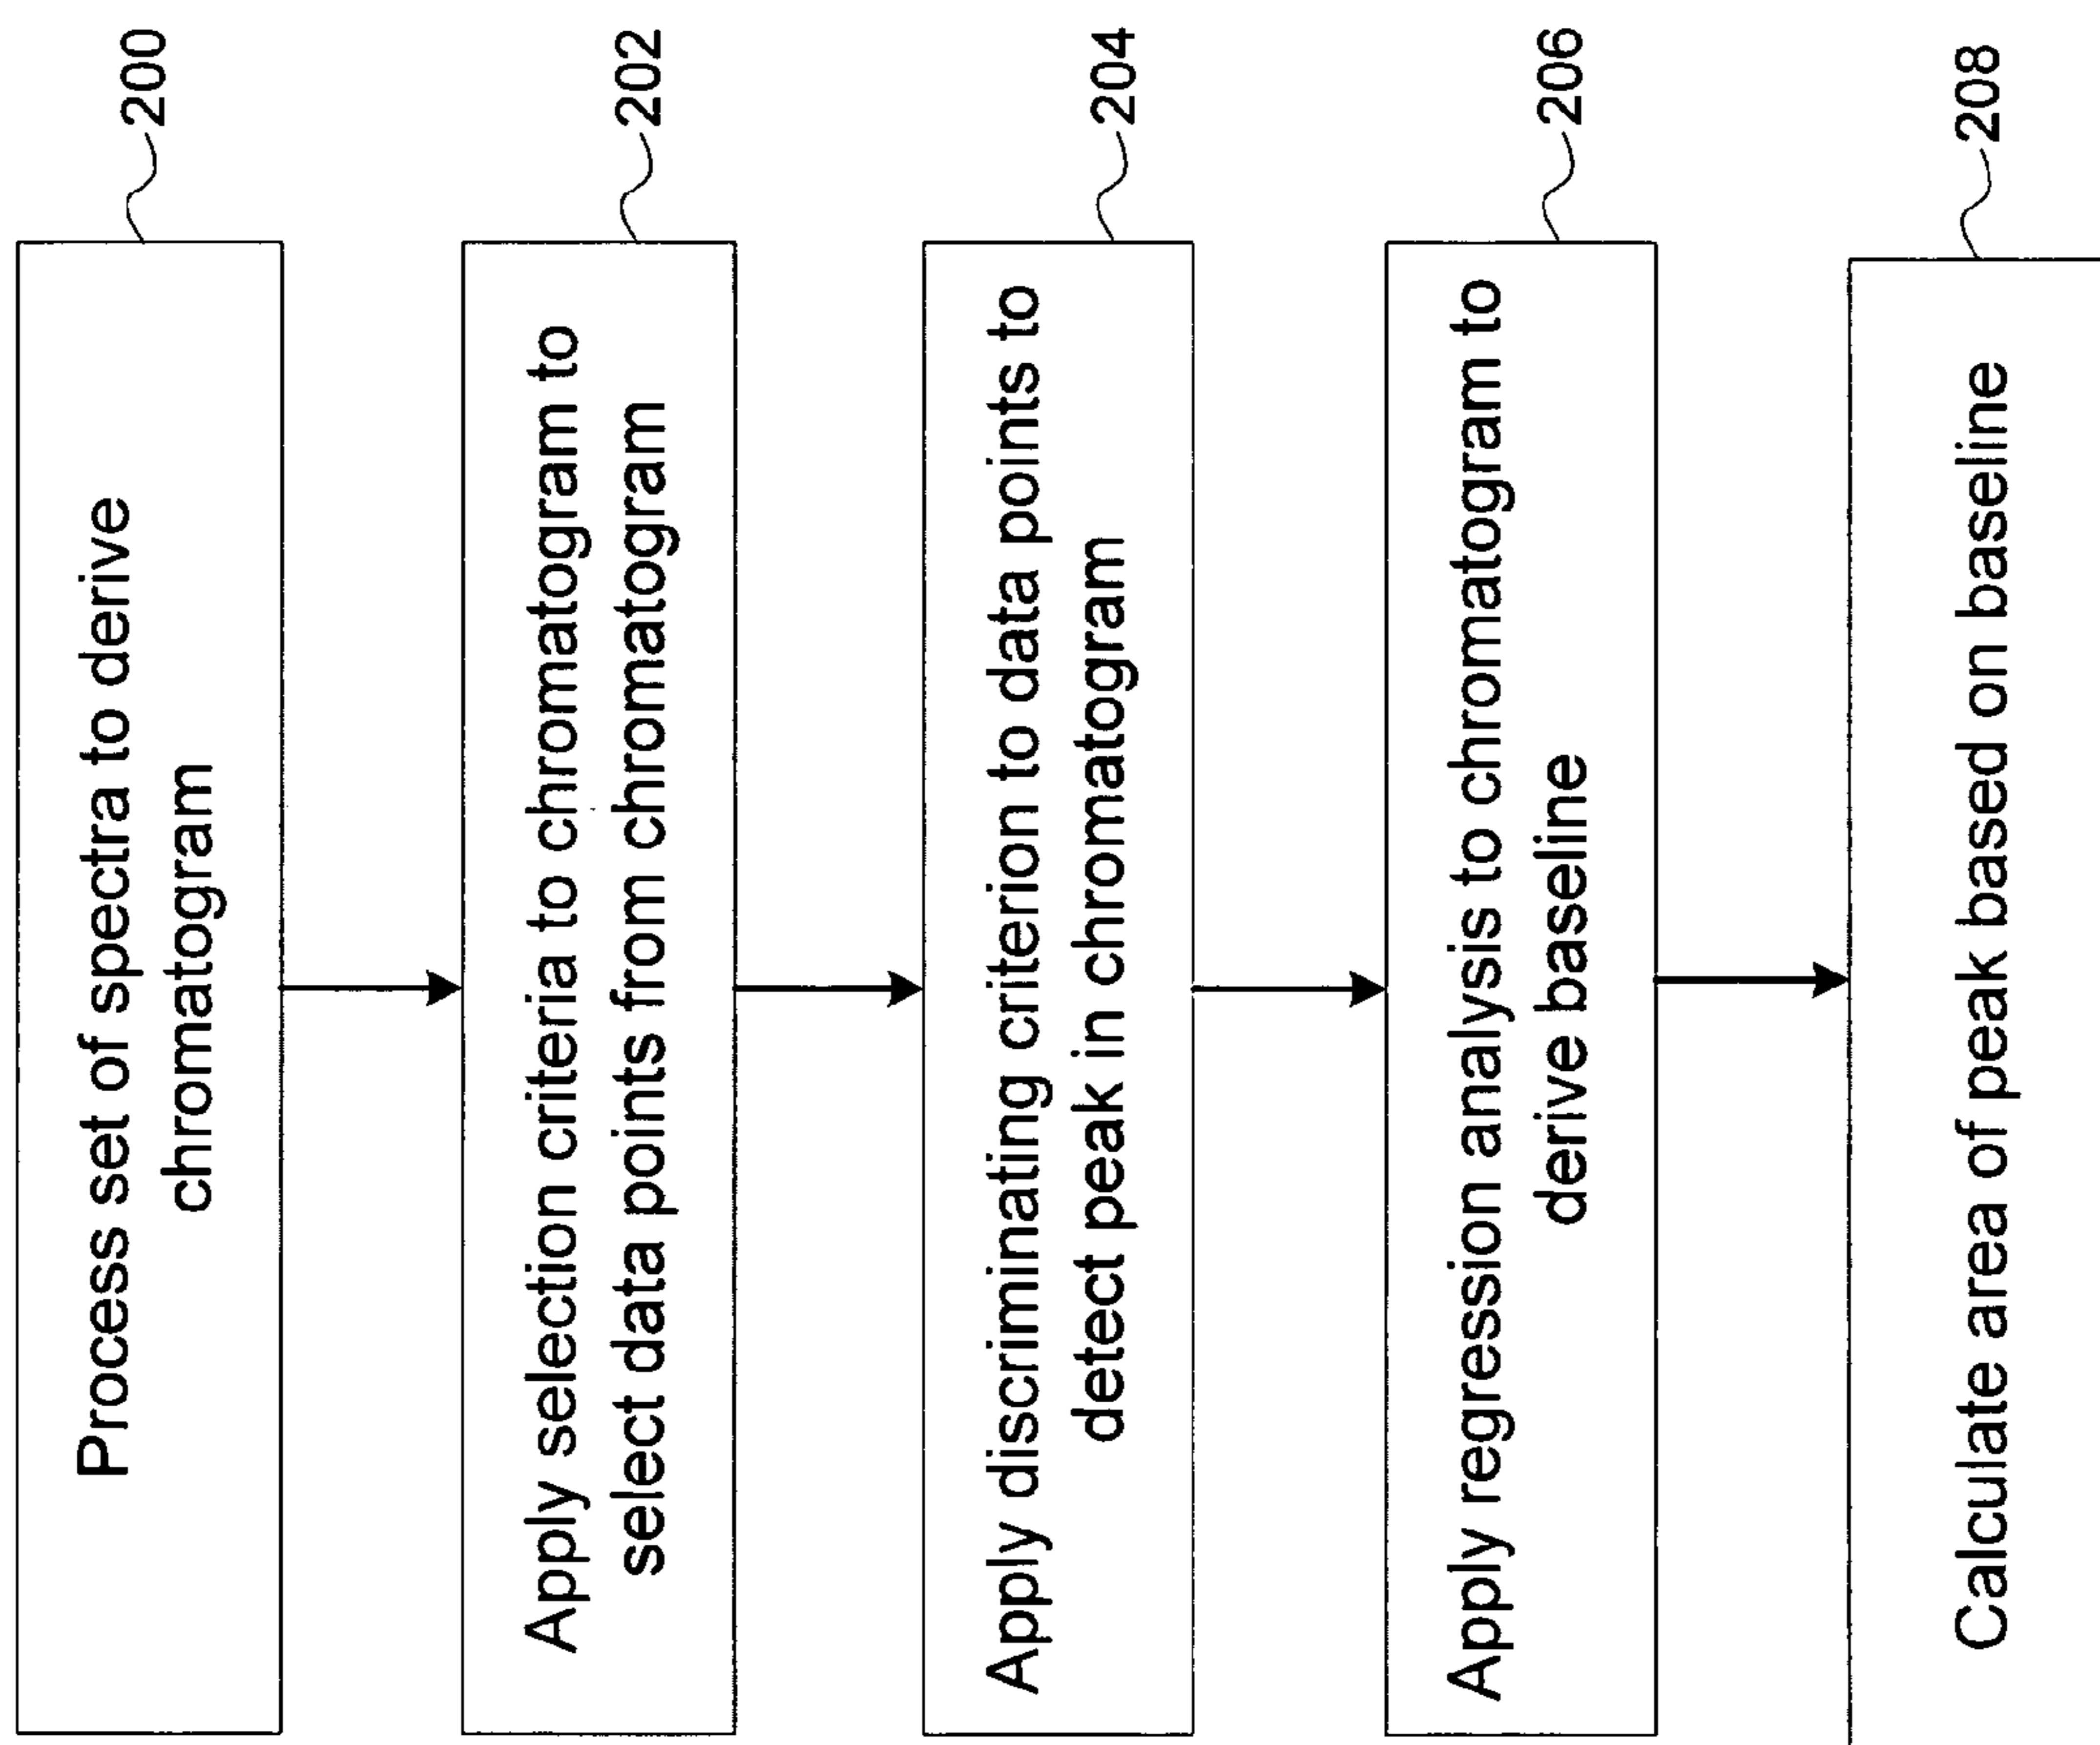 Process set of spectra to derive
chromatogram
200
Apply selection criteria to chromatogram to
select data points from chromatogram
202
Apply discriminating criterion to data points to
detect peak in chromatogram
204
Apply regression analysis to chromatogram to
derive baseline
206
Calculate area of peak based on baseline
208